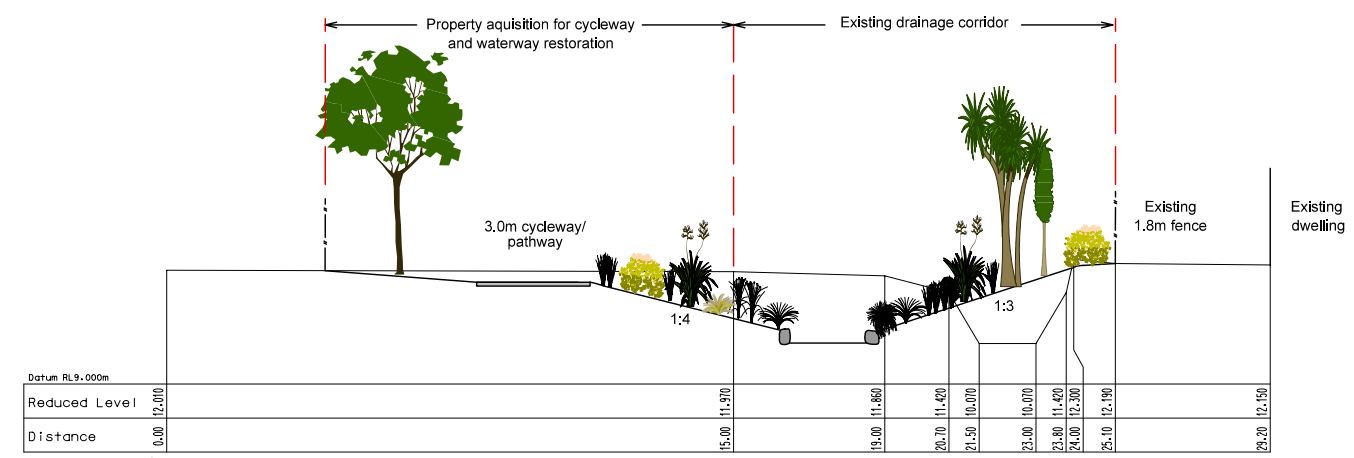 Property aquisition for cycleway
and waterway restoration
Existing drainage corridor
3.0m cycleway/
pathway
Existing
1.8m fence
Existing
dwelling
1:4
1:3
Datum RL9.000m
Reduced Level 12.010 11.970 11.860 11.420 10.070 10.070 11.420 12.300 12.190 12.150
Distance 0.00 15.00 19.00 20.70 21.50 23.00 23.80 24.00 25.10 29.20